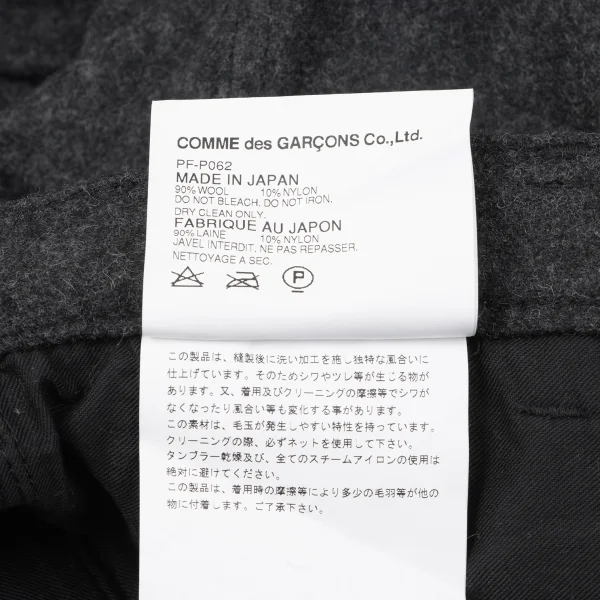 COMME des GARÇONS Co.,Ltd.
PF-P062
MADE IN JAPAN
90% WOOL 10% NYLON
DO NOT BLEACH. DO NOT IRON.
DRY CLEAN ONLY.
FABRIQUE AU JAPON
90% LAINE 10% NYLON
JAVEL INTERDIT. NE PAS REPASSER.
NETTOYAGE A SEC.
P
この製品は、縫製後に洗い加工を施し独特な風合いに
仕上げています。そのためシワやツレ等が生じる物が
あります。又、着用及びクリーニングの摩擦等でシワが
なくなったり風合い等も変化する事があります。
この素材は、毛玉が発生しやすい特性を持っています。
クリーニングの際、必ずネットを使用して下さい。
タンブラー乾燥及び、全てのスチームアイロンの使用は
絶対に避けてください。
この製品は、着用時の摩擦等により多少の毛羽等が他の
物に付着します。ご了承下さい。